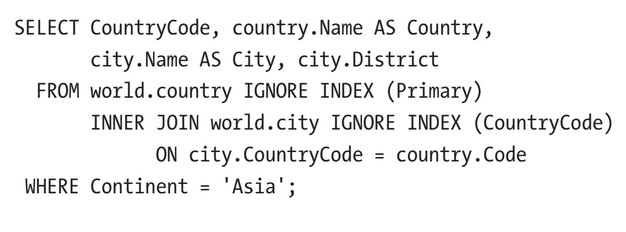 SELECT CountryCode, country.Name AS Country,
       city.Name AS City, city.District
  FROM world.country IGNORE INDEX (Primary)
       INNER JOIN world.city IGNORE INDEX (CountryCode)
             ON city.CountryCode = country.Code
 WHERE Continent = 'Asia';